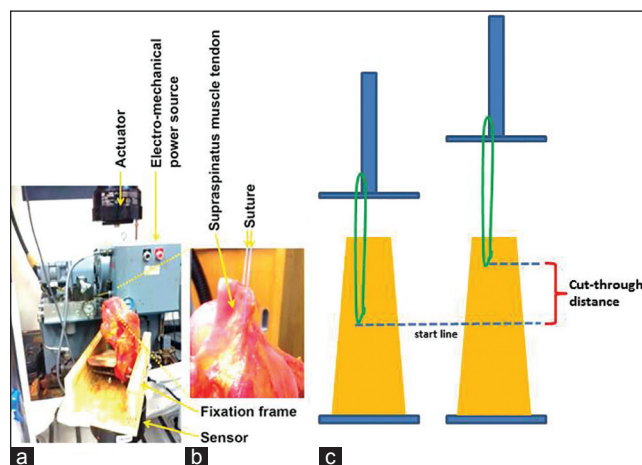 Actuator
Electro-mechanical
power source
Supraspinatus muscle tendon
Suture
Fixation frame
Sensor
start line
Cut-through
distance
a
b
c